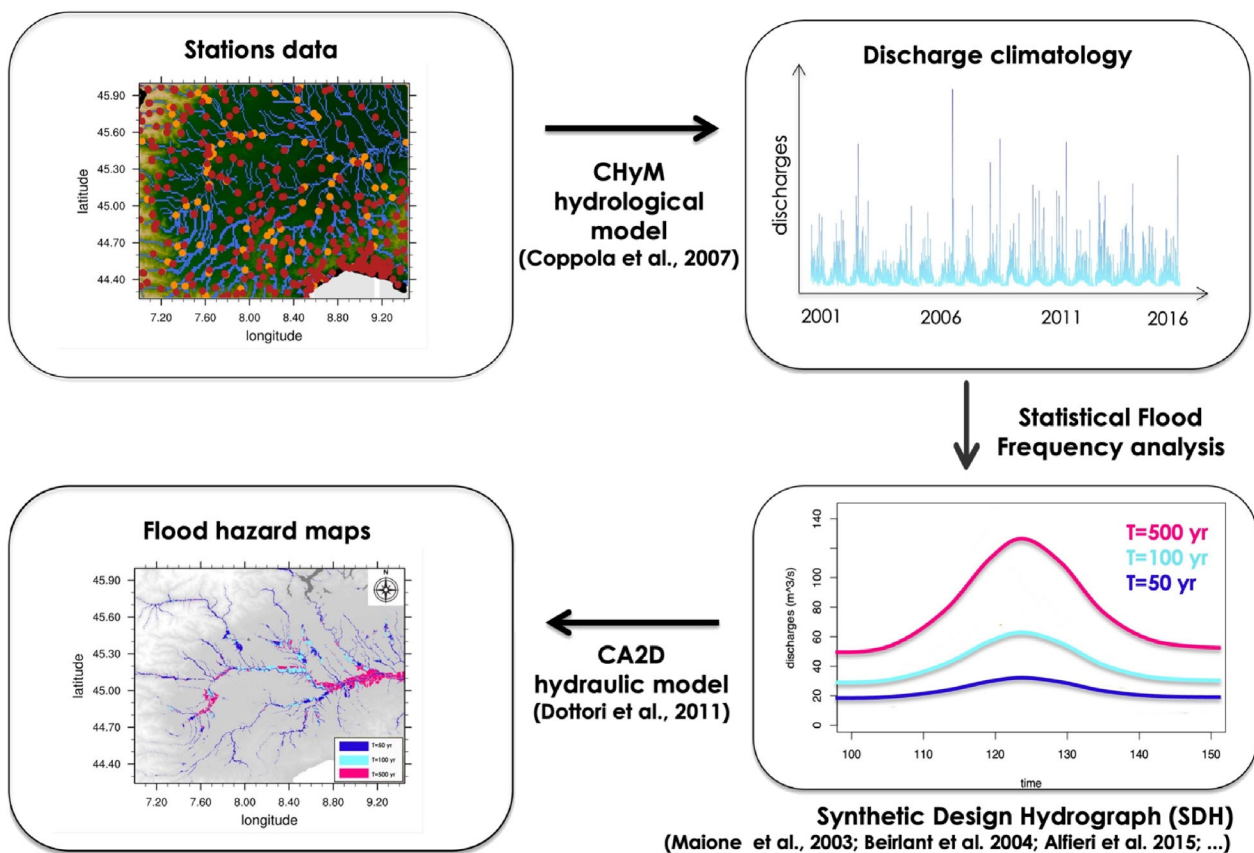 Stations data
45.90
45.60
45.30
45.00
44.70
44.40
latitude
7.20 7.60 8.00 8.40 8.80 9.20
longitude
CHyM
hydrological
model
(Coppola et al., 2007)
Discharge climatology
discharges
2001 2006 2011 2016
Statistical Flood
Frequency analysis
T=500 yr
T=100 yr
T=50 yr
discharges (m^3/s)
140
120
100
80
60
40
20
0
100 110 120 130 140 150
time
Synthetic Design Hydrograph (SDH)
(Maione et al., 2003; Beirlant et al. 2004; Alfieri et al. 2015; ...)
CA2D
hydraulic model
(Dottori et al., 2011)
Flood hazard maps
N
45.90
45.60
45.30
45.00
44.70
44.40
latitude
T=50 yr
T=100 yr
T=500 yr
7.20 7.60 8.00 8.40 8.80 9.20
longitude